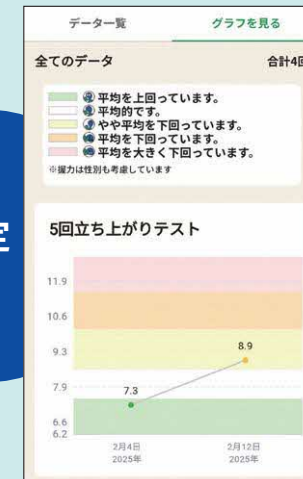 データ一覧
グラフを見る
全てのデータ
合計4回
平均を上回っています。
平均的です。
やや平均を下回っています。
平均を下回っています。
平均を大きく下回っています。
※握力は性別も考慮しています
定
5回立ち上がりテスト
11.9
10.6
9.3
8.9
7.9
7.3
6.6
6.2
2月4日
2025年
2月12日
2025年